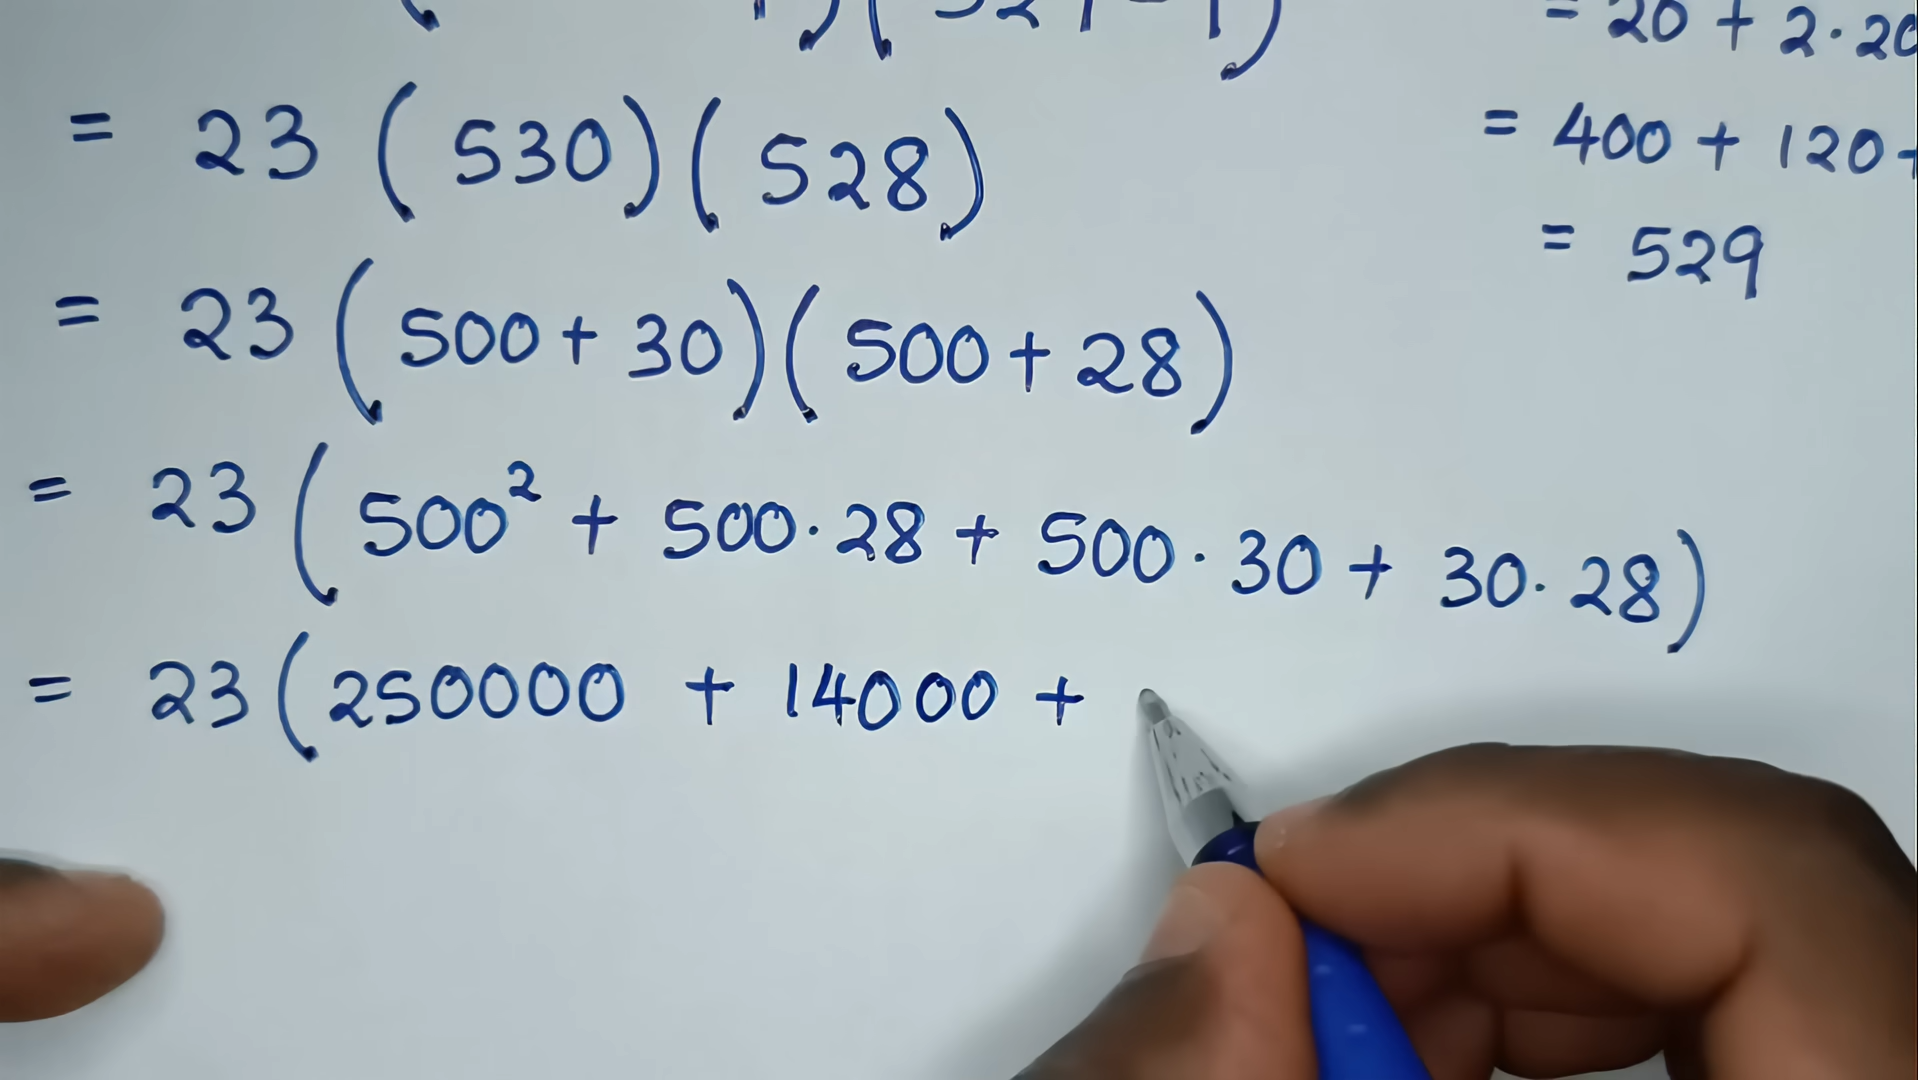 = 20 + 2·20
= 23 (530)(528)
= 400 + 120 +
= 529
= 23 (500 + 30)(500 + 28)
= 23 (500² + 500·28 + 500·30 + 30·28)
= 23 (250000 + 14000 +